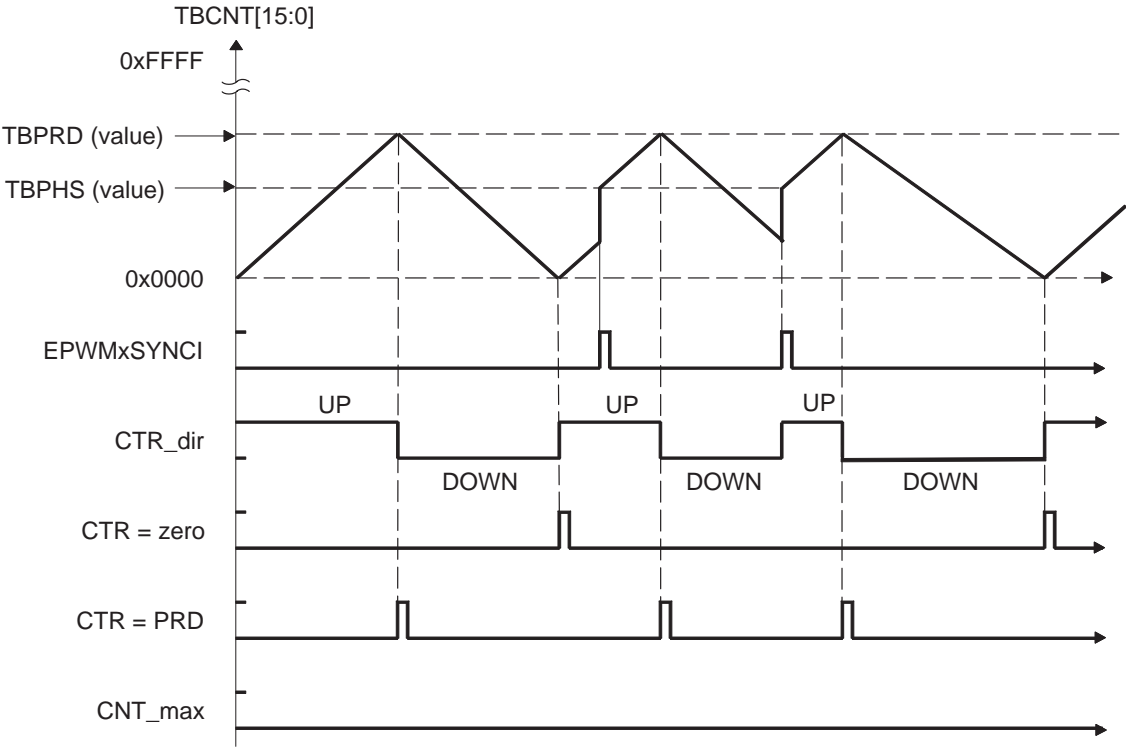 TBCNT[15:0]
0xFFFF
TBPRD (value)
TBPHS (value)
0x0000
EPWMxSYNCI
UP UP UP
CTR_dir
DOWN DOWN DOWN
CTR = zero
CTR = PRD
CNT_max